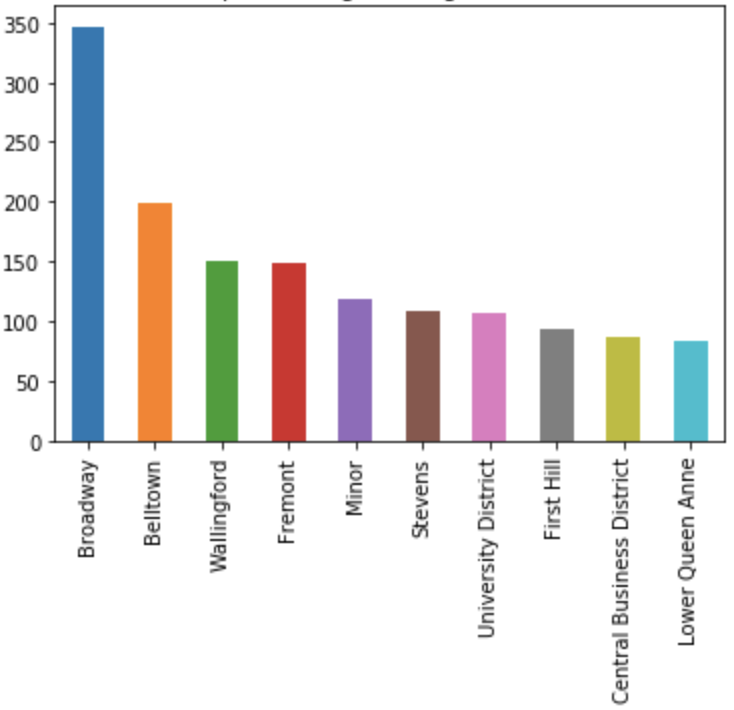 350
300
250
200
150
100
50
0
Broadway
Belltown
Wallingford
Fremont
Minor
Stevens
University District
First Hill
Central Business District
Lower Queen Anne